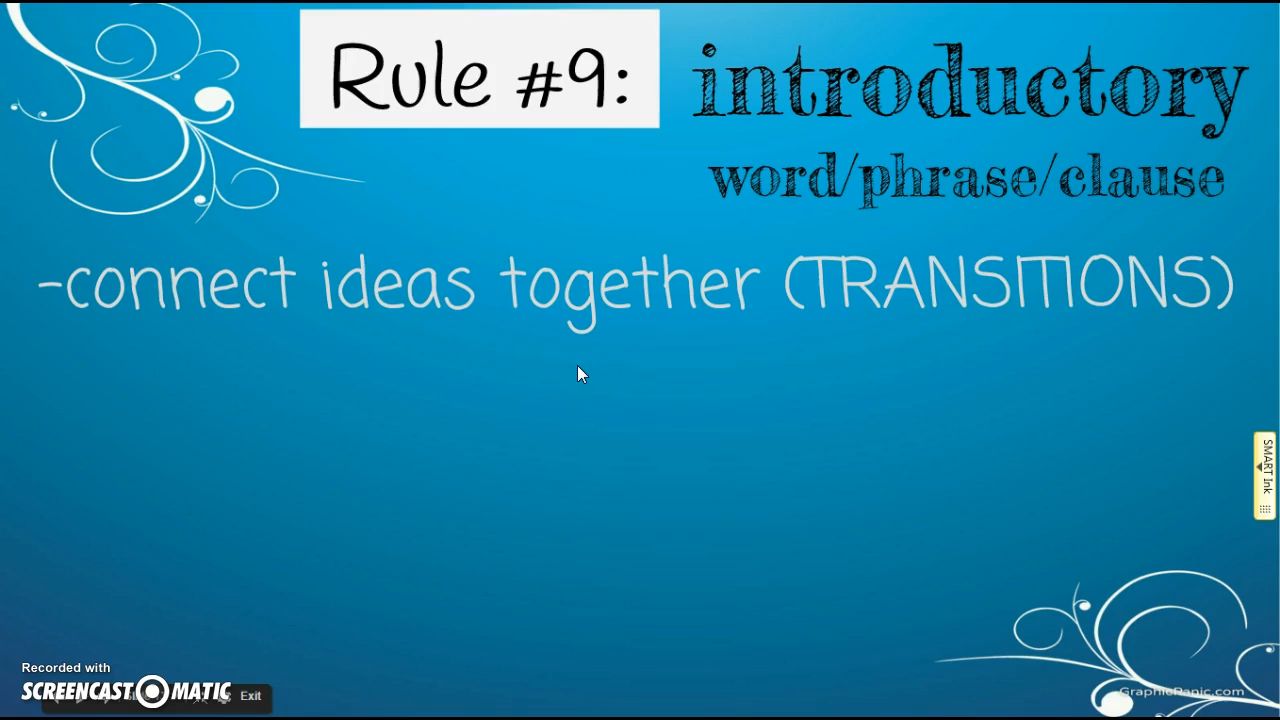 Rule #9:
introductory
word/phrase/clause
-connect ideas together (TRANSITIONS)
SMART Ink
Recorded with
SCREENCAST MATIC
Exit
GraphicPanic.com